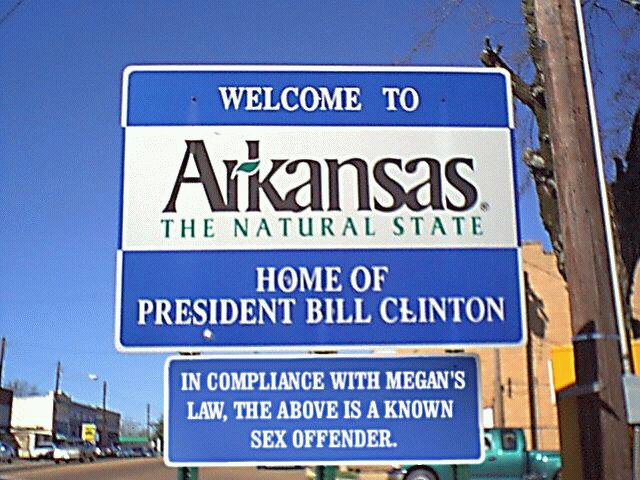 WELCOME TO
Arkansas®
THE NATURAL STATE
HOME OF
PRESIDENT BILL CLINTON
IN COMPLIANCE WITH MEGAN'S
LAW, THE ABOVE IS A KNOWN
SEX OFFENDER.